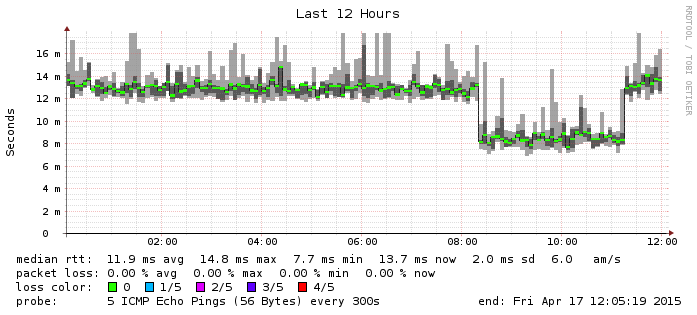 Last 12 Hours
RRDTOOL / TOBI OETIKER
Seconds
16 m
14 m
12 m
10 m
8 m
6 m
4 m
2 m
0
02:00 04:00 06:00 08:00 10:00 12:00
median rtt: 11.9 ms avg 14.8 ms max 7.7 ms min 13.7 ms now 2.0 ms sd 6.0 am/s
packet loss: 0.00 % avg 0.00 % max 0.00 % min 0.00 % now
loss color: 0 1/5 2/5 3/5 4/5
probe: 5 ICMP Echo Pings (56 Bytes) every 300s end: Fri Apr 17 12:05:19 2015